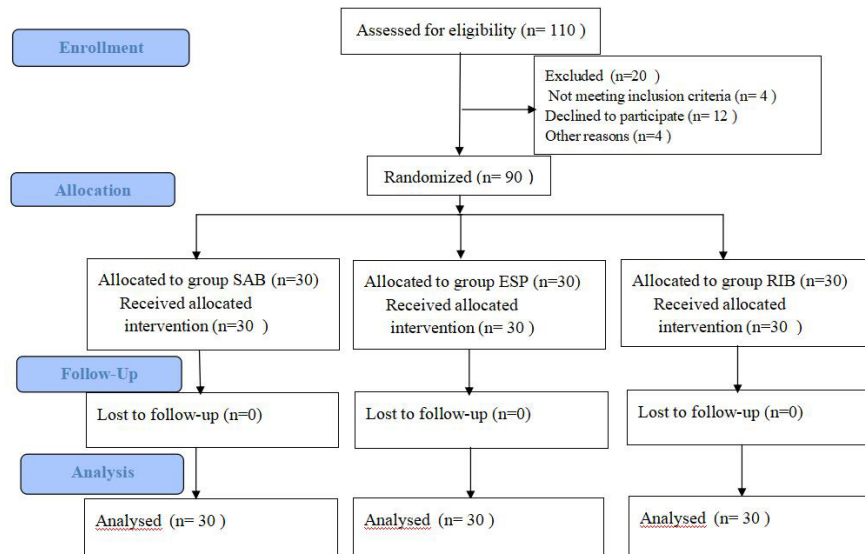 Assessed for eligibility (n= 110 )
Enrollment
Excluded (n=20 )
Not meeting inclusion criteria (n= 4 )
Declined to participate (n= 12 )
Other reasons (n=4 )
Randomized (n= 90 )
Allocation
Allocated to group SAB (n=30)
Received allocated
intervention (n=30 )
Allocated to group ESP (n=30)
Received allocated
intervention (n= 30 )
Allocated to group RIB (n=30)
Received allocated
intervention (n=30 )
Follow-Up
Lost to follow-up (n=0)
Lost to follow-up (n=0)
Lost to follow-up (n=0)
Analysis
Analysed (n= 30 )
Analysed (n= 30 )
Analysed (n= 30 )